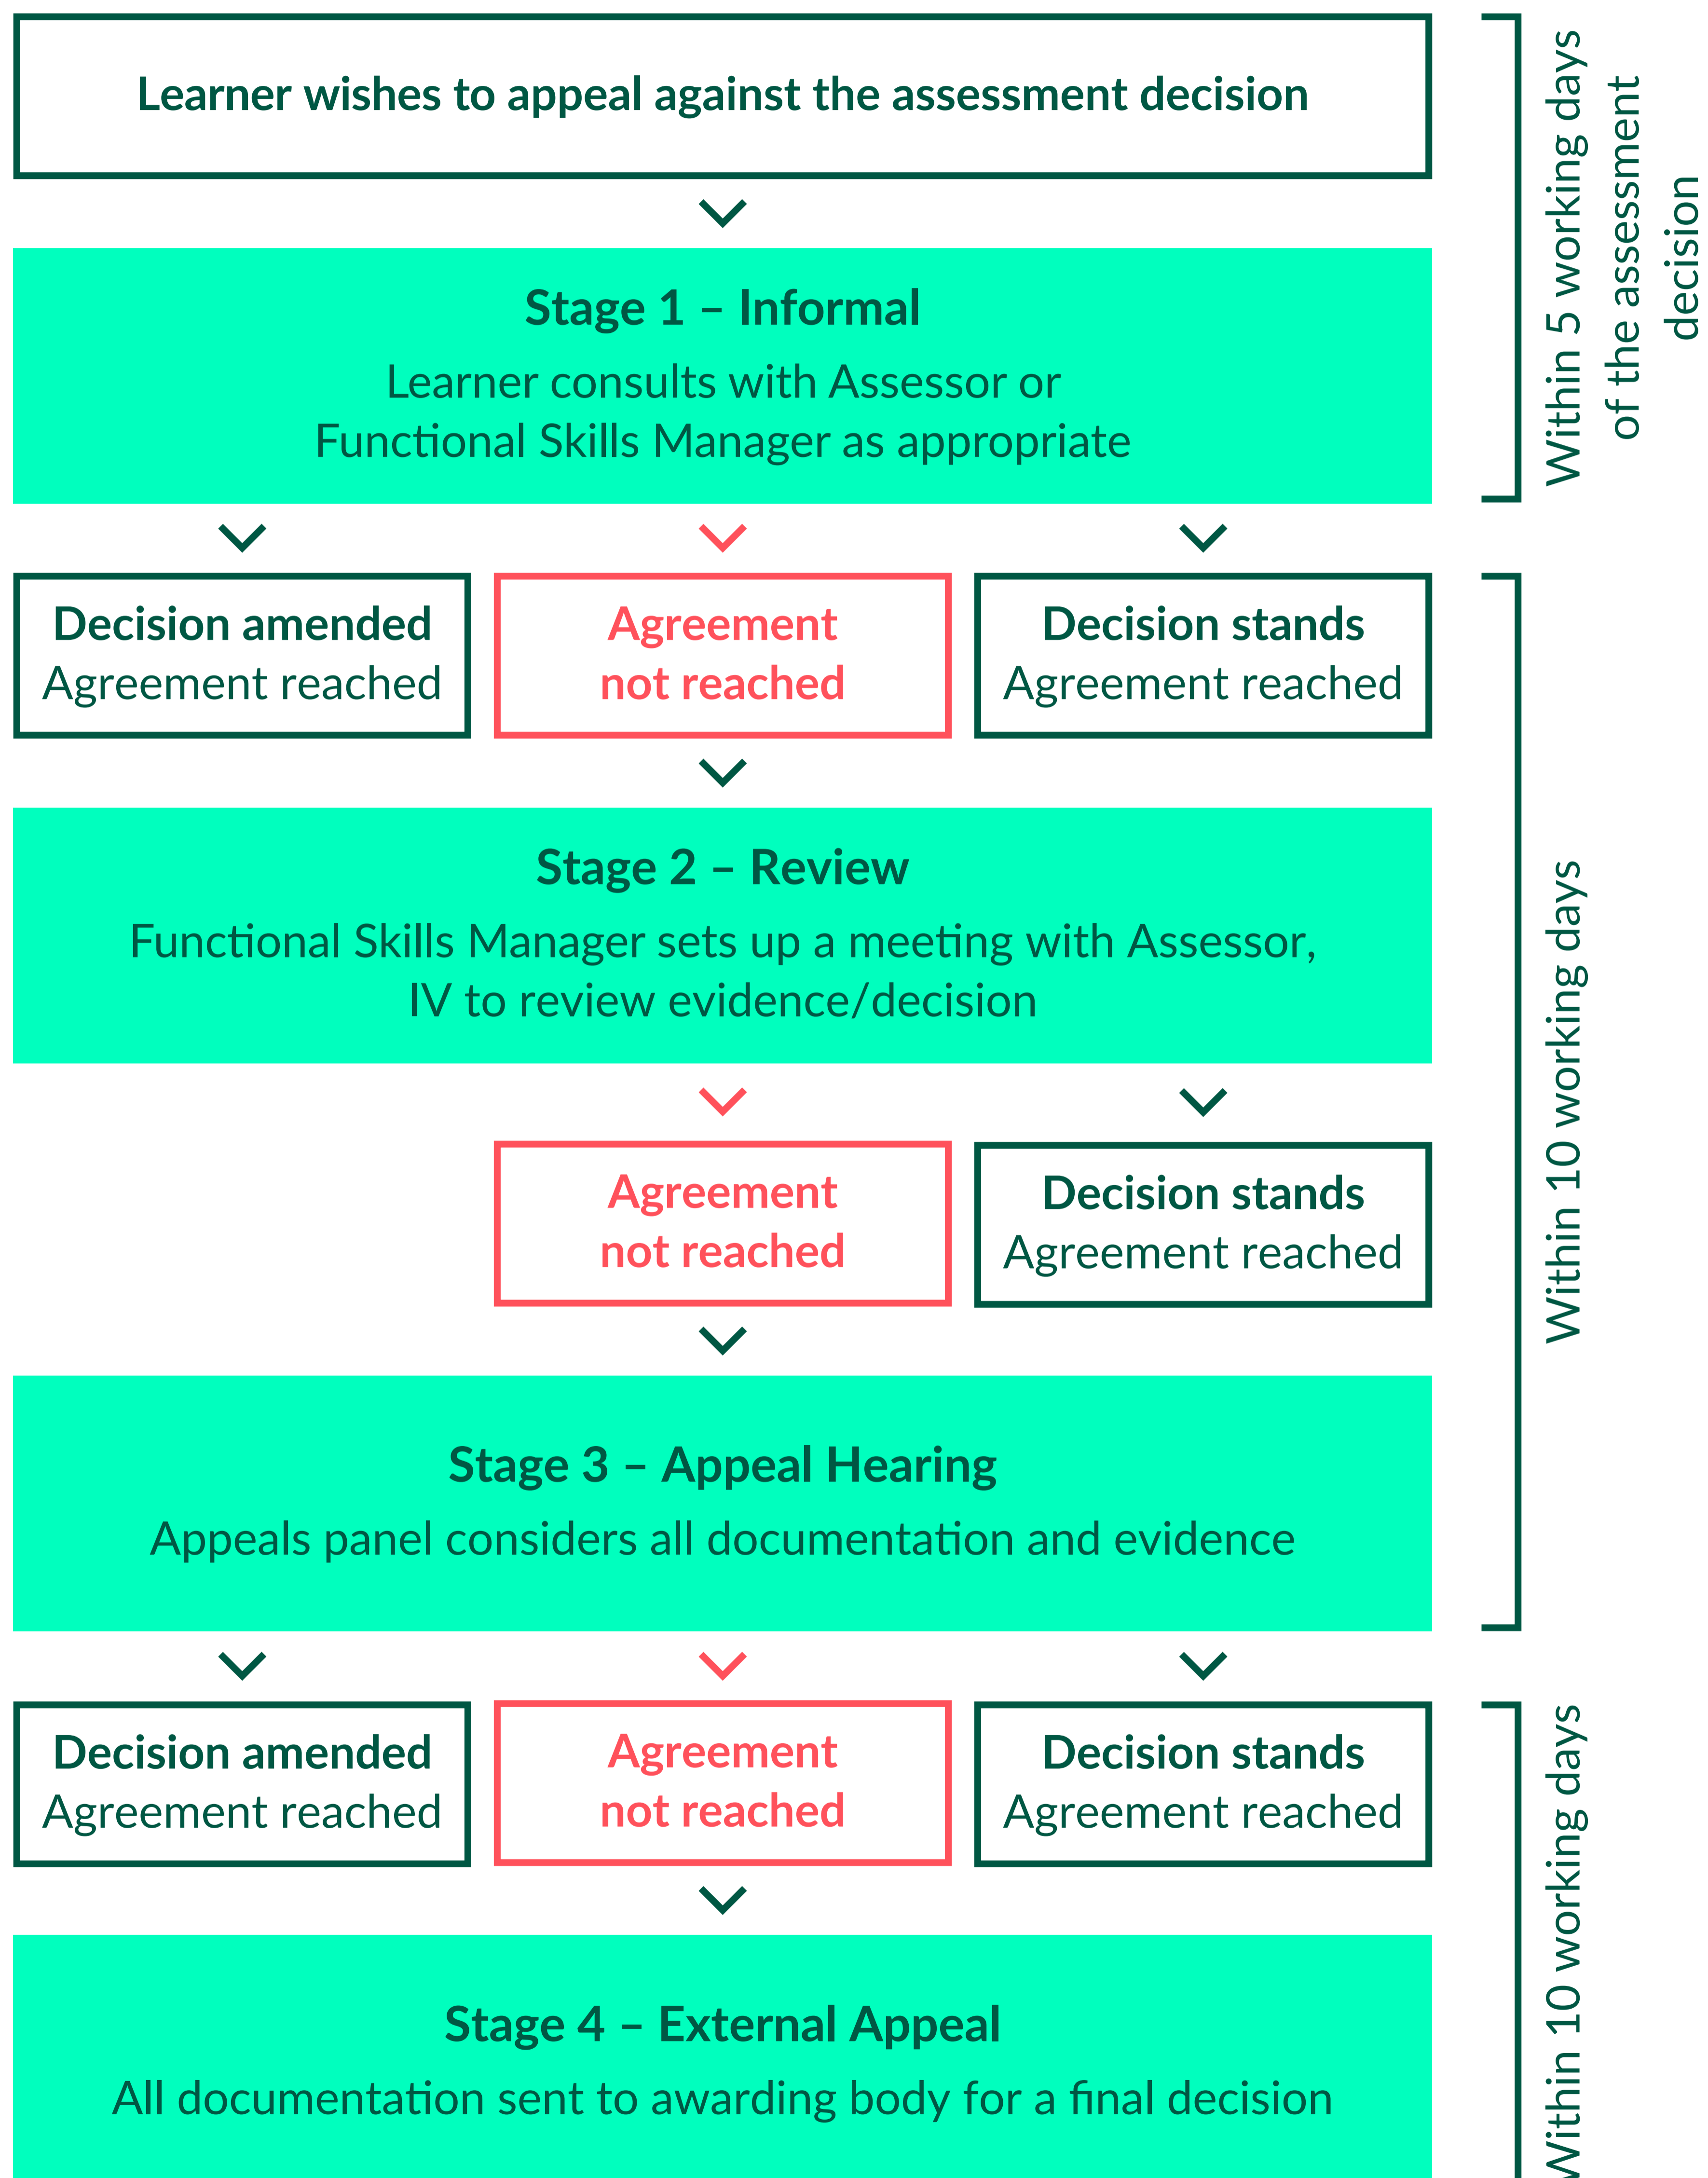 Learner wishes to appeal against the assessment decision
Within 5 working days
of the assessment
decision
Stage 1 – Informal
Learner consults with Assessor or
Functional Skills Manager as appropriate
Decision amended
Agreement reached
Agreement
not reached
Decision stands
Agreement reached
Within 10 working days
Stage 2 – Review
Functional Skills Manager sets up a meeting with Assessor,
IV to review evidence/decision
Agreement
not reached
Decision stands
Agreement reached
Stage 3 – Appeal Hearing
Appeals panel considers all documentation and evidence
Decision amended
Agreement reached
Agreement
not reached
Decision stands
Agreement reached
Within 10 working days
Stage 4 – External Appeal
All documentation sent to awarding body for a final decision